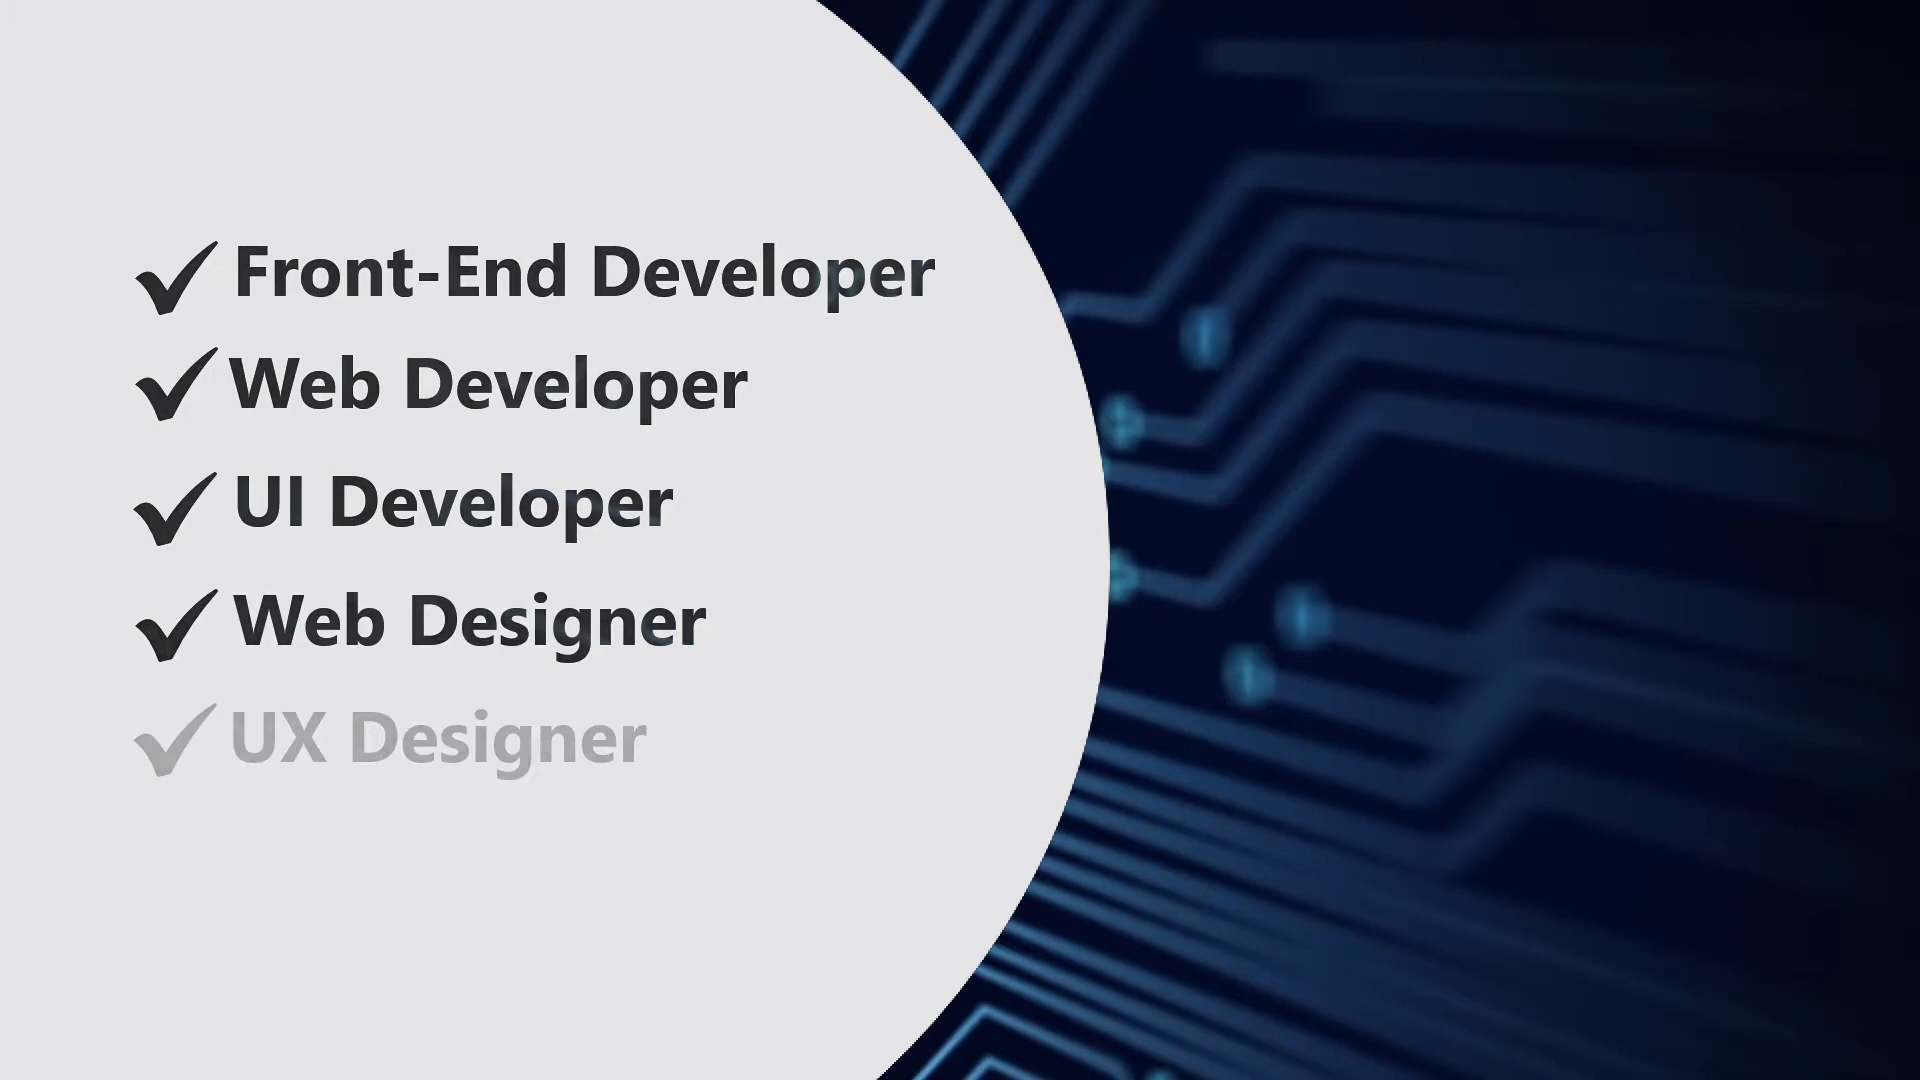 ✔ Front-End Developer
✔ Web Developer
✔ UI Developer
✔ Web Designer
✔ UX Designer